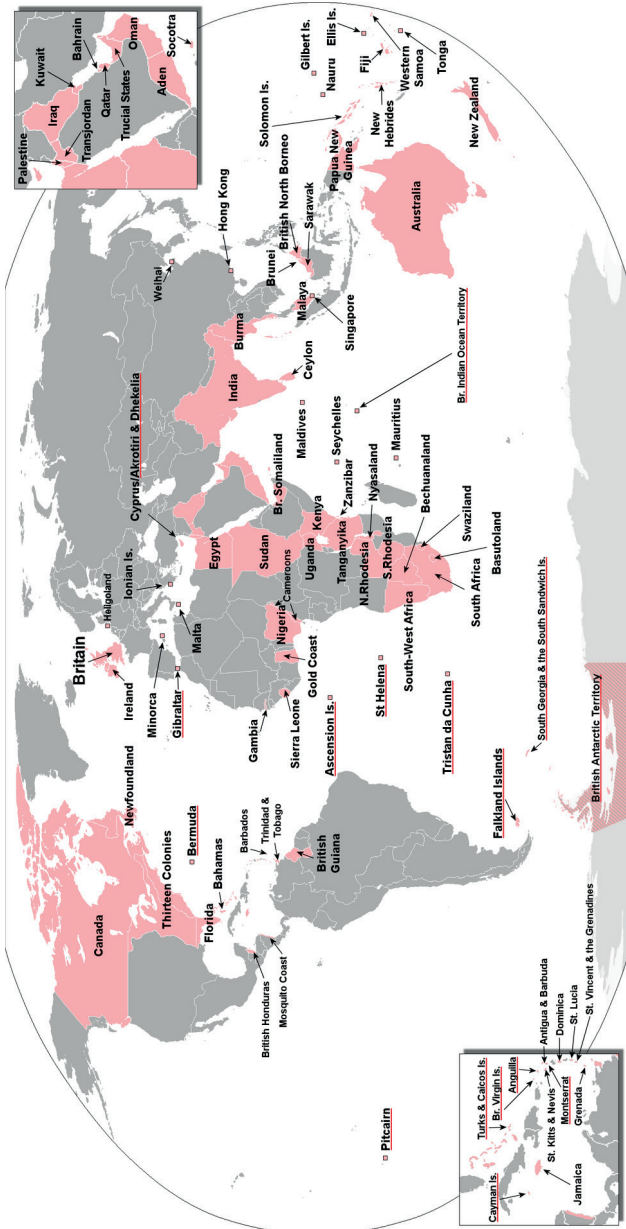 Canada
Newfoundland
Thirteen Colonies
Bermuda
Florida
Bahamas
Barbados
Trinidad &
Tobago
British Honduras
Mosquito Coast
British
Guiana
Pitcairn
Falkland Islands
South Georgia & the South Sandwich Is.
British Antarctic Territory
Britain
Ireland
Heligoland
Minorca
Gibraltar
Malta
Ionian Is.
Cyprus/Akrotiri & Dhekelia
Gambia
Sierra Leone
Gold Coast
Nigeria
Cameroons
Ascension Is.
St Helena
Tristan da Cunha
Egypt
Sudan
Br. Somaliland
Uganda
Kenya
Zanzibar
Tanganyika
Nyasaland
N.Rhodesia
S.Rhodesia
Bechuanaland
South-West Africa
South Africa
Swaziland
Basutoland
Seychelles
Mauritius
Maldives
Br. Indian Ocean Territory
India
Ceylon
Burma
Weihai
Hong Kong
Malaya
Singapore
Brunei
British North Borneo
Sarawak
Papua New
Guinea
Australia
New Zealand
Solomon Is.
Nauru
Gilbert Is.
Ellis Is.
Fiji
New
Hebrides
Western
Samoa
Tonga
Palestine
Transjordan
Iraq
Kuwait
Bahrain
Qatar
Trucial States
Oman
Aden
Socotra
Cayman Is.
Turks & Caicos Is.
Br. Virgin Is.
Anguilla
Antigua & Barbuda
St. Kitts & Nevis
Montserrat
Dominica
St. Lucia
St. Vincent & the Grenadines
Grenada
Jamaica